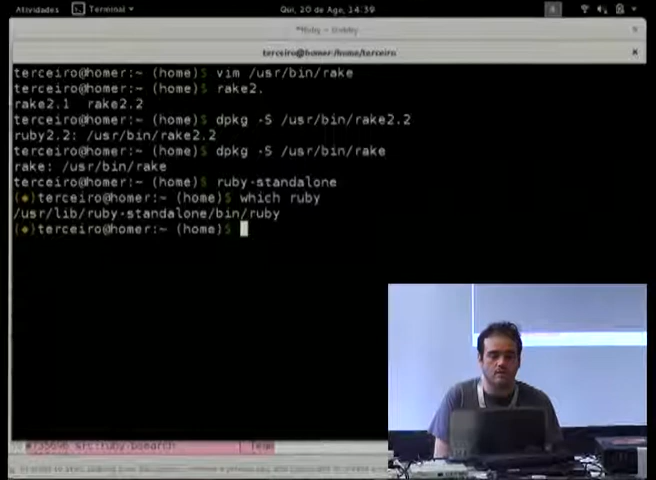 Atividades Terminal Qui, 20 de Ago, 14:39
terceiro@homer:/home/terceiro
terceiro@homer:~ (home)$ vim /usr/bin/rake
terceiro@homer:~ (home)$ rake2.
rake2.1 rake2.2
terceiro@homer:~ (home)$ dpkg -S /usr/bin/rake2.2
ruby2.2: /usr/bin/rake2.2
terceiro@homer:~ (home)$ dpkg -S /usr/bin/rake
rake: /usr/bin/rake
terceiro@homer:~ (home)$ ruby-standalone
(◆)terceiro@homer:~ (home)$ which ruby
/usr/lib/ruby-standalone/bin/ruby
(◆)terceiro@homer:~ (home)$